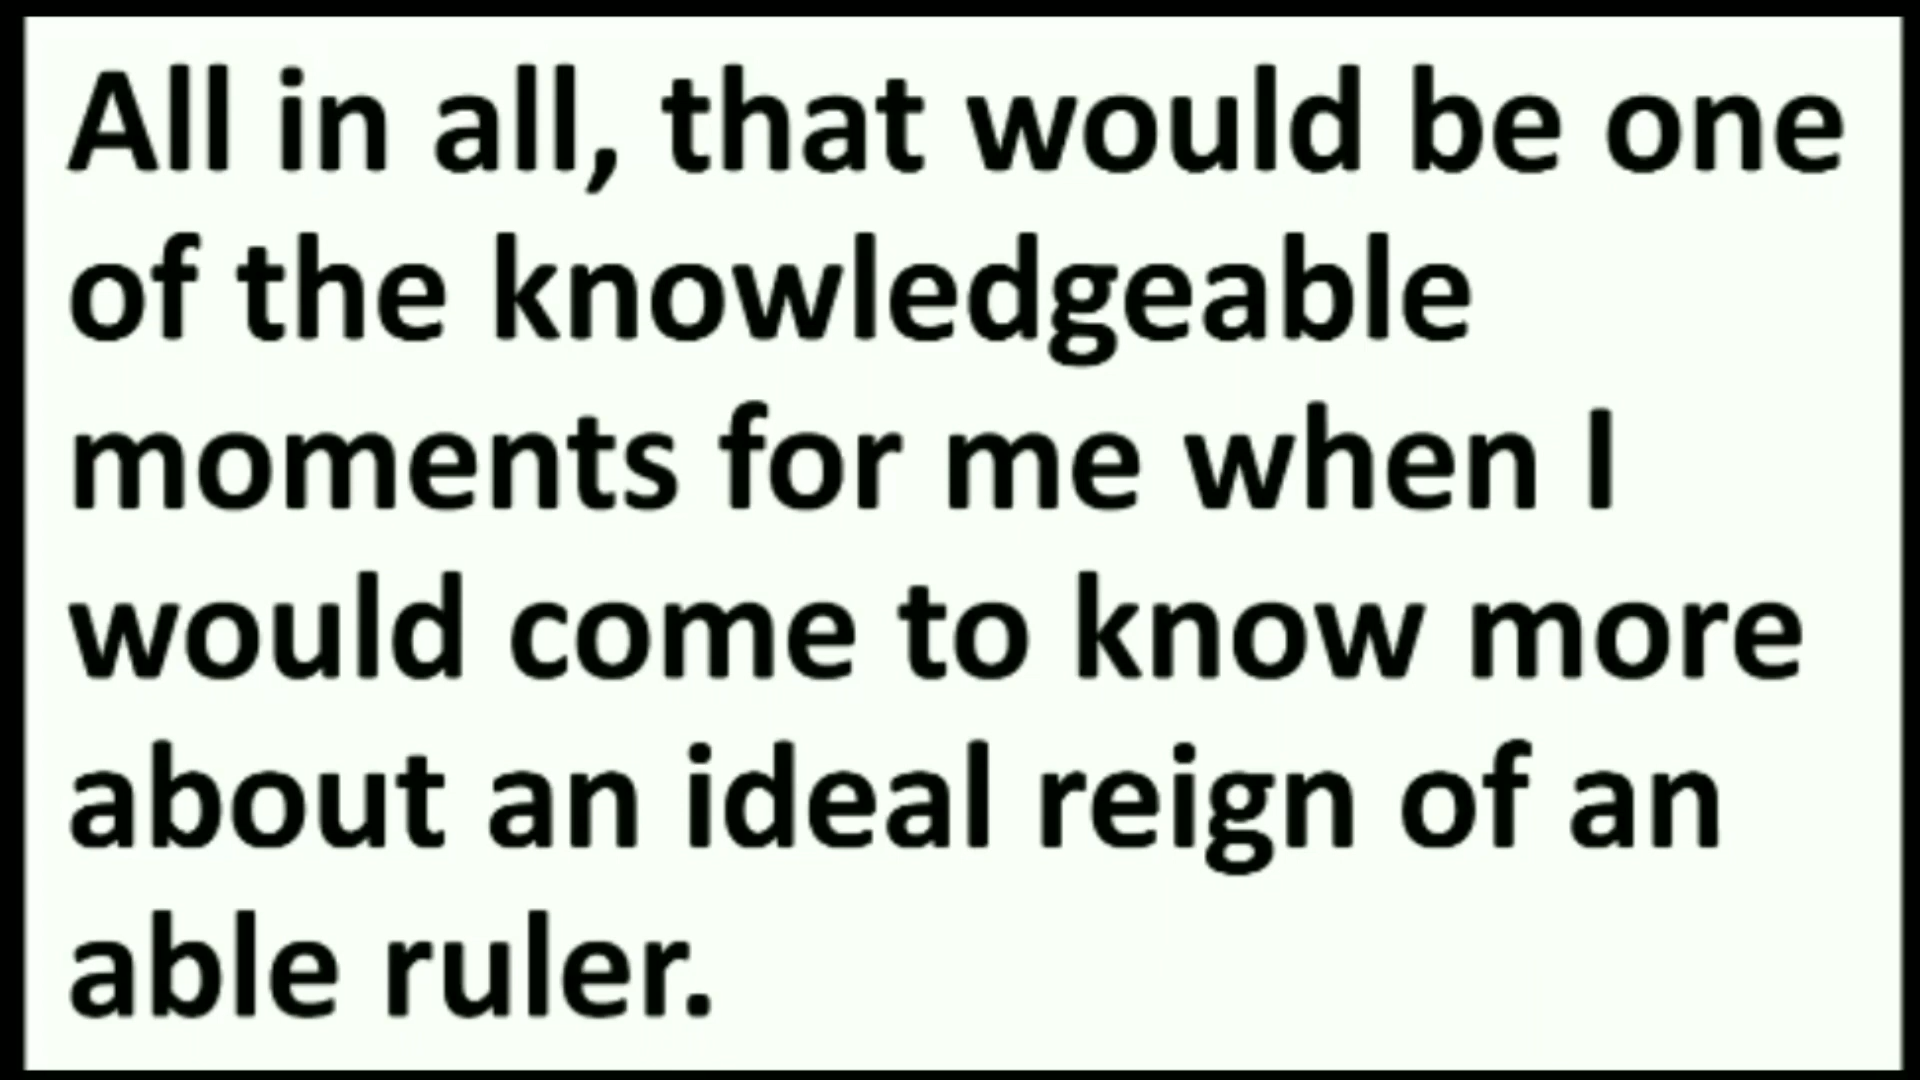 All in all, that would be one
of the knowledgeable
moments for me when I
would come to know more
about an ideal reign of an
able ruler.